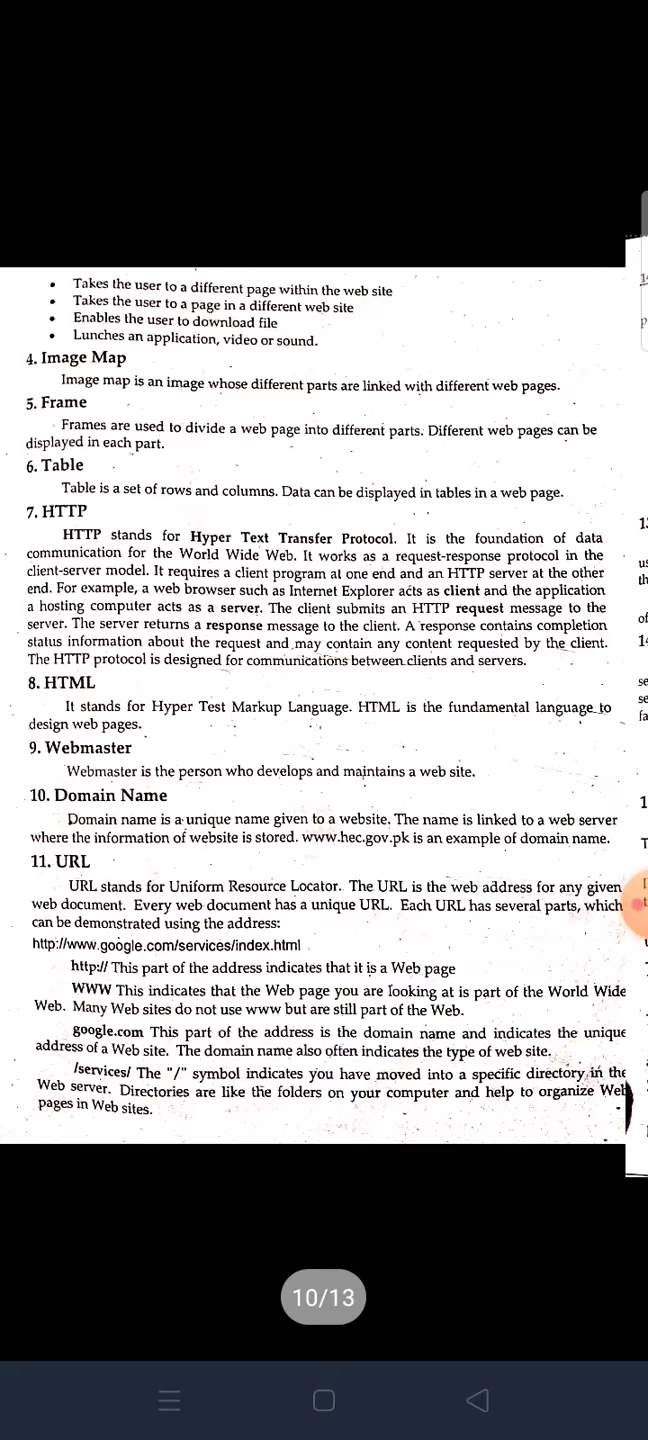 • Takes the user to a different page within the web site
• Takes the user to a page in a different web site
• Enables the user to download file
• Lunches an application, video or sound.
4. Image Map
Image map is an image whose different parts are linked with different web pages.
5. Frame
Frames are used to divide a web page into different parts. Different web pages can be
displayed in each part.
6. Table
Table is a set of rows and columns. Data can be displayed in tables in a web page.
7. HTTP
HTTP stands for Hyper Text Transfer Protocol. It is the foundation of data
communication for the World Wide Web. It works as a request-response protocol in the
client-server model. It requires a client program at one end and an HTTP server at the other
end. For example, a web browser such as Internet Explorer acts as client and the application
a hosting computer acts as a server. The client submits an HTTP request message to the
server. The server returns a response message to the client. A response contains completion
status information about the request and may contain any content requested by the client.
The HTTP protocol is designed for communications between clients and servers.
8. HTML
It stands for Hyper Test Markup Language. HTML is the fundamental language to
design web pages.
9. Webmaster
Webmaster is the person who develops and maintains a web site.
10. Domain Name
Domain name is a unique name given to a website. The name is linked to a web server
where the information of website is stored. www.hec.gov.pk is an example of domain name.
11. URL
URL stands for Uniform Resource Locator. The URL is the web address for any given
web document. Every web document has a unique URL. Each URL has several parts, which
can be demonstrated using the address:
http://www.google.com/services/index.html
http:// This part of the address indicates that it is a Web page
WWW This indicates that the Web page you are looking at is part of the World Wide
Web. Many Web sites do not use www but are still part of the Web.
google.com This part of the address is the domain name and indicates the unique
address of a Web site. The domain name also often indicates the type of web site.
/services/ The "/" symbol indicates you have moved into a specific directory in the
Web server. Directories are like the folders on your computer and help to organize Web
pages in Web sites.
10/13